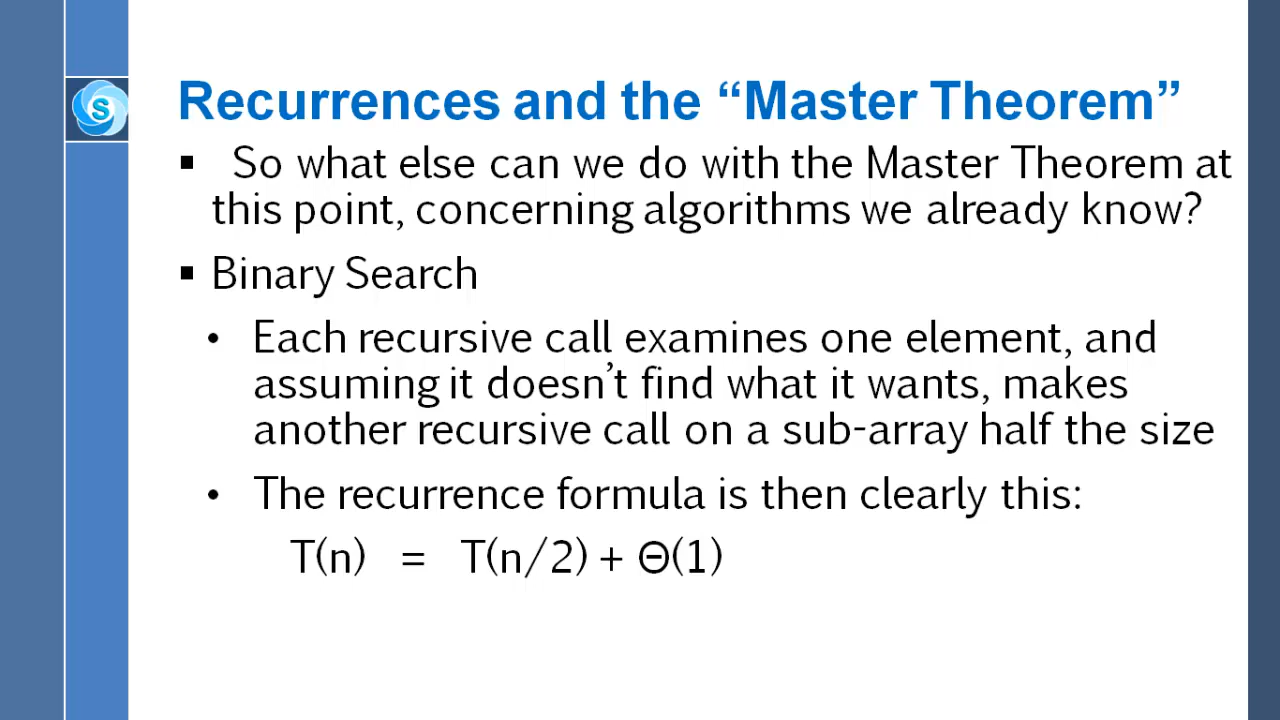 Recurrences and the “Master Theorem”
S
▪ So what else can we do with the Master Theorem at
this point, concerning algorithms we already know?
▪ Binary Search
• Each recursive call examines one element, and
assuming it doesn’t find what it wants, makes
another recursive call on a sub-array half the size
• The recurrence formula is then clearly this:
T(n) = T(n/2) + Θ(1)